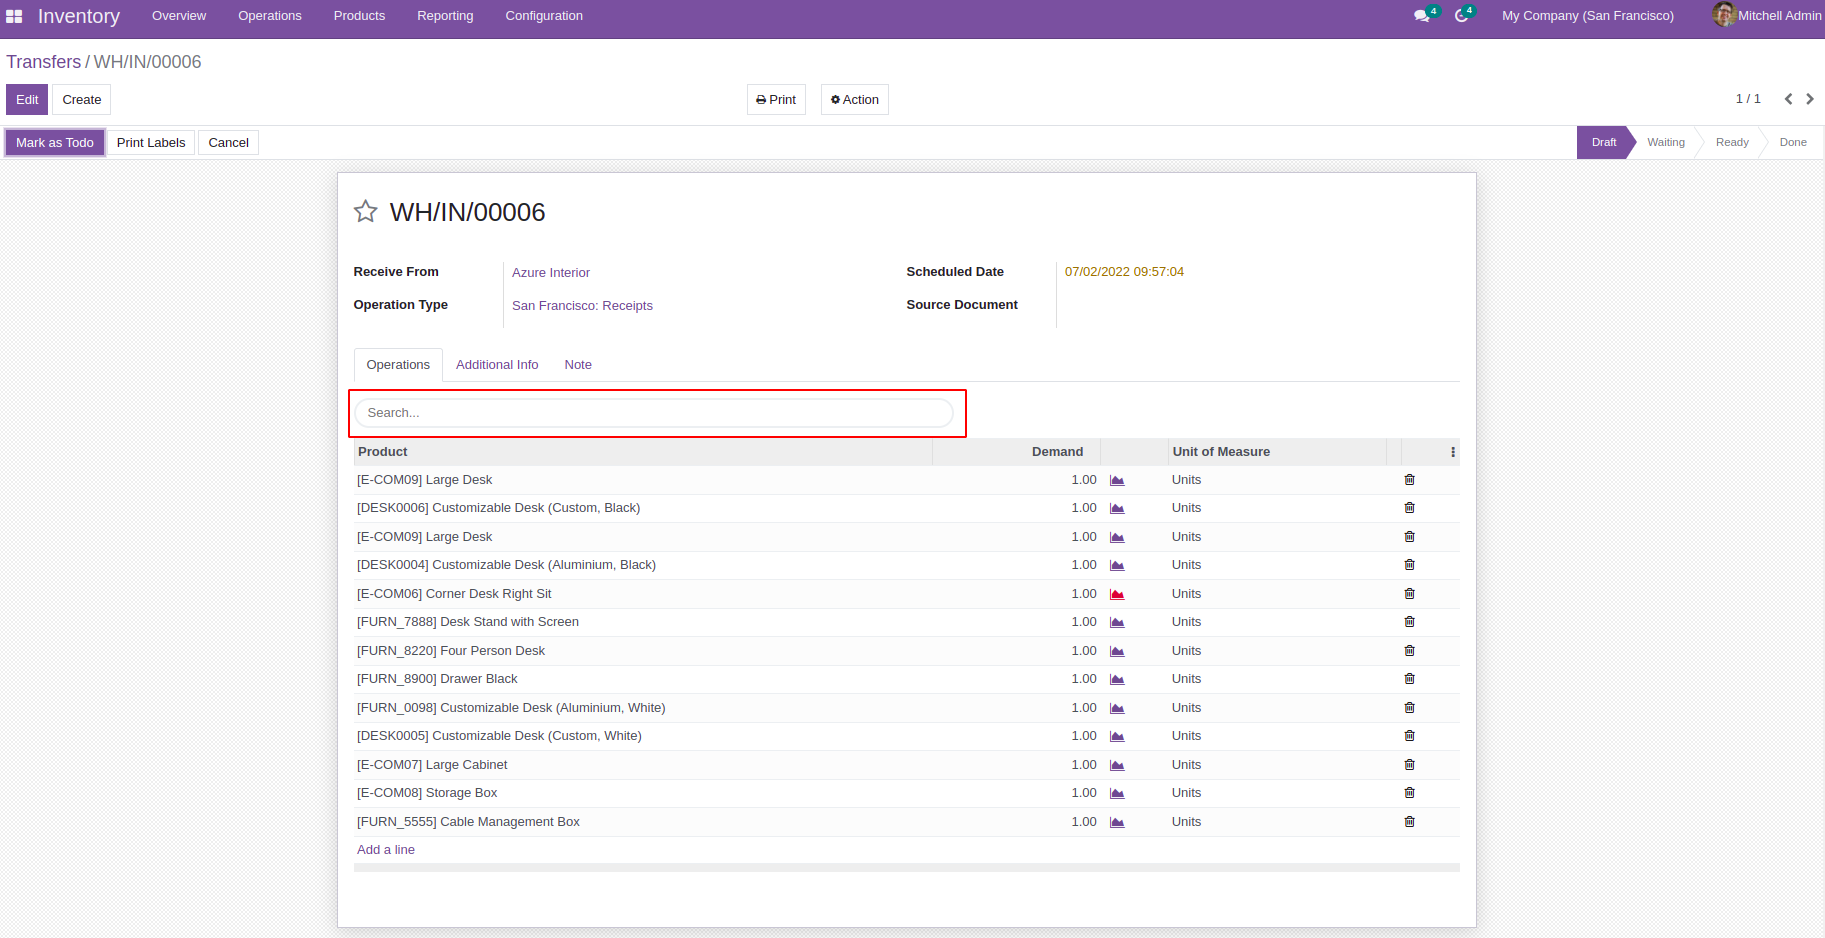 Inventory Overview Operations Products Reporting Configuration 4 4 My Company (San Francisco) Mitchell Admin
Transfers / WH/IN/00006
Edit Create Print Action 1 / 1
Mark as Todo Print Labels Cancel Draft Waiting Ready Done
WH/IN/00006
Receive From Azure Interior Scheduled Date 07/02/2022 09:57:04
Operation Type San Francisco: Receipts Source Document
Operations Additional Info Note
Search...
Product Demand Unit of Measure
[E-COM09] Large Desk 1.00 Units
[DESK0006] Customizable Desk (Custom, Black) 1.00 Units
[E-COM09] Large Desk 1.00 Units
[DESK0004] Customizable Desk (Aluminium, Black) 1.00 Units
[E-COM06] Corner Desk Right Sit 1.00 Units
[FURN_7888] Desk Stand with Screen 1.00 Units
[FURN_8220] Four Person Desk 1.00 Units
[FURN_8900] Drawer Black 1.00 Units
[FURN_0098] Customizable Desk (Aluminium, White) 1.00 Units
[DESK0005] Customizable Desk (Custom, White) 1.00 Units
[E-COM07] Large Cabinet 1.00 Units
[E-COM08] Storage Box 1.00 Units
[FURN_5555] Cable Management Box 1.00 Units
Add a line